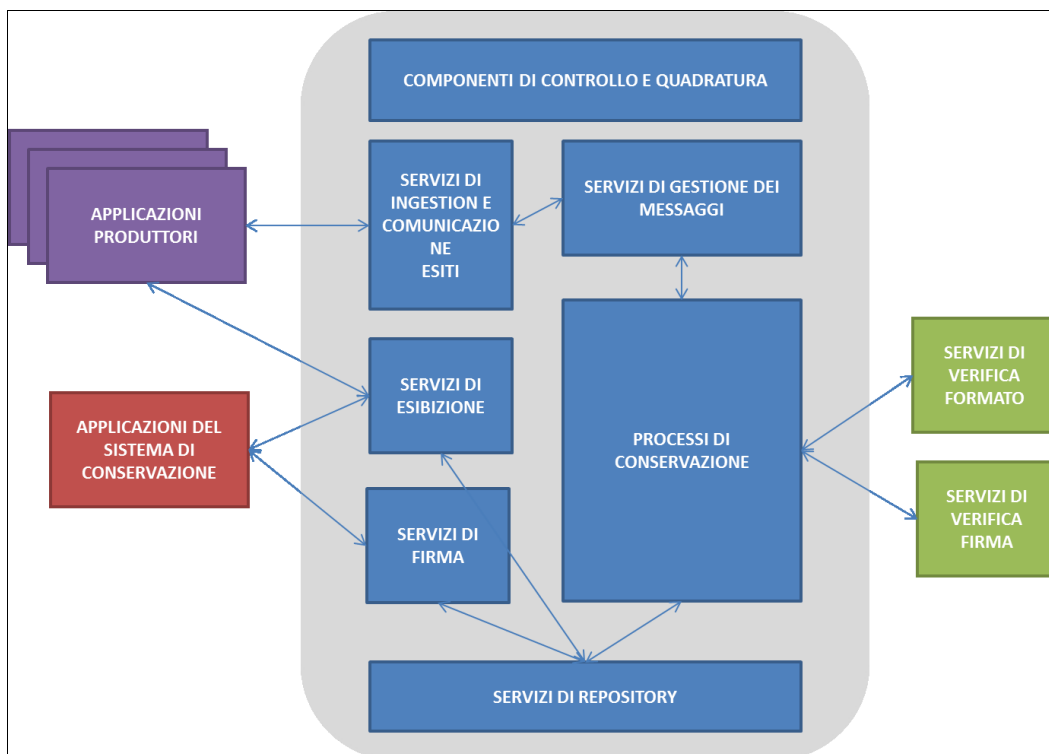 COMPONENTI DI CONTROLLO E QUADRATURA
SERVIZI DI
INGESTION E
COMUNICAZIO
NE
ESITI
SERVIZI DI GESTIONE DEI
MESSAGGI
APPLICAZIONI
PRODUTTORI
SERVIZI DI
ESIBIZIONE
APPLICAZIONI DEL
SISTEMA DI
CONSERVAZIONE
PROCESSI DI
CONSERVAZIONE
SERVIZI DI
VERIFICA
FORMATO
SERVIZI DI
FIRMA
SERVIZI DI
VERIFICA
FIRMA
SERVIZI DI REPOSITORY